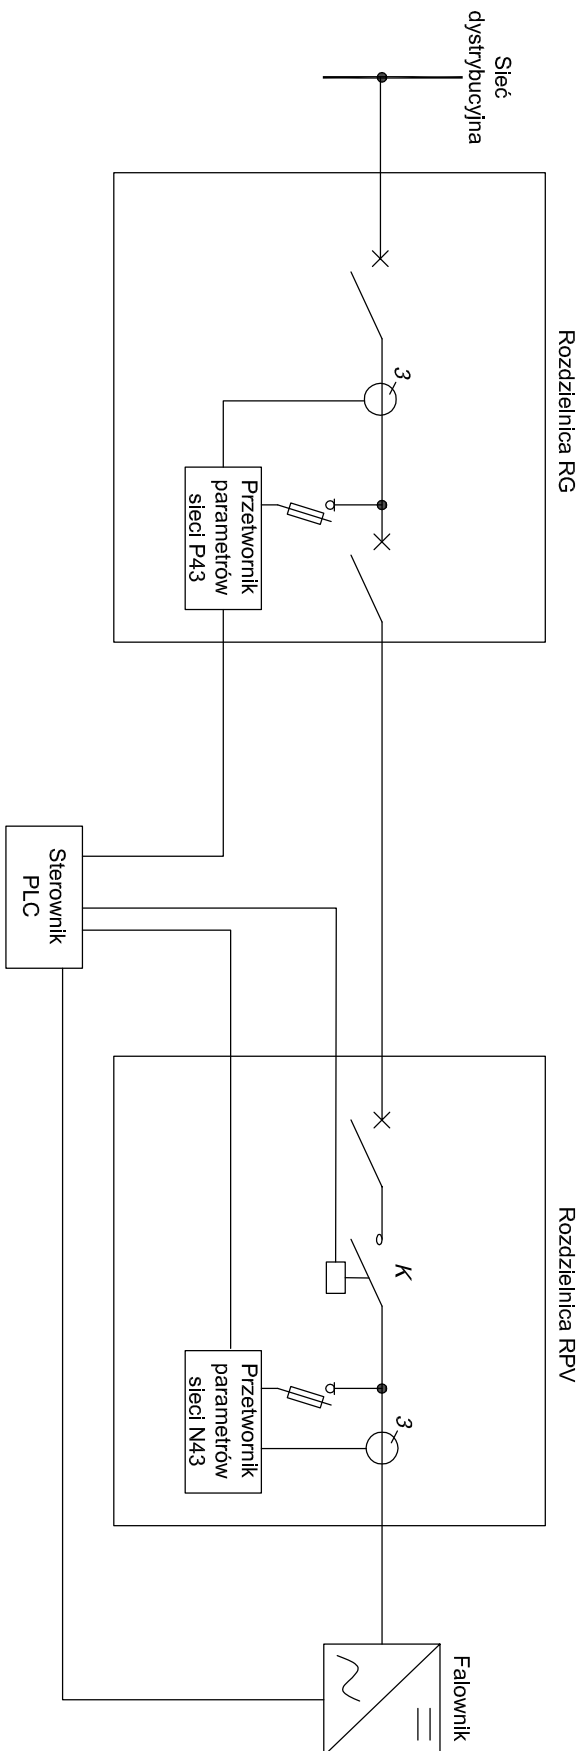 Sieć
dystrybucyjna
Rozdzielnica RG
3
Przetwornik
parametrów
sieci P43
Sterownik
PLC
Rozdzielnica RPV
K
3
Przetwornik
parametrów
sieci N43
Falownik